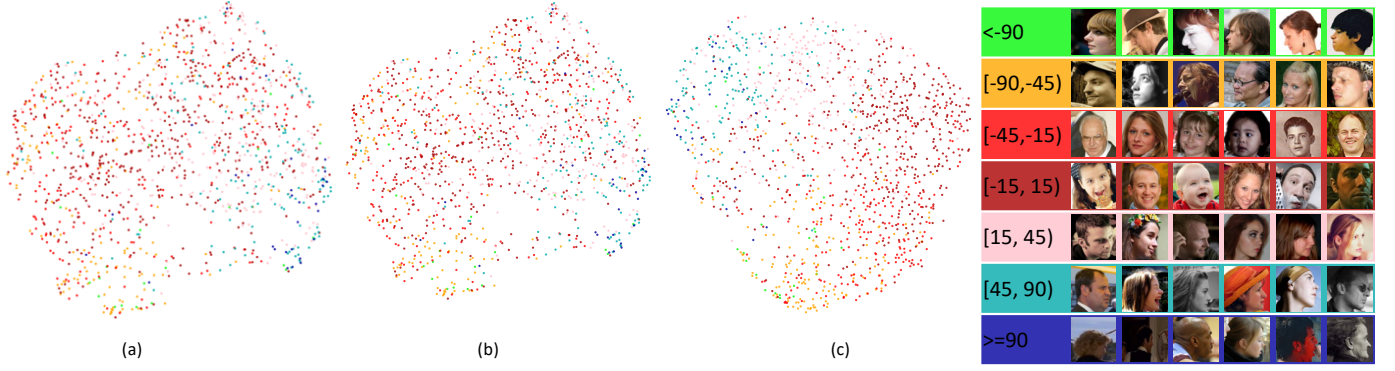 <-90
[-90,-45)
[-45,-15)
[-15, 15)
[15, 45)
[45, 90)
>=90
(a)
(b)
(c)